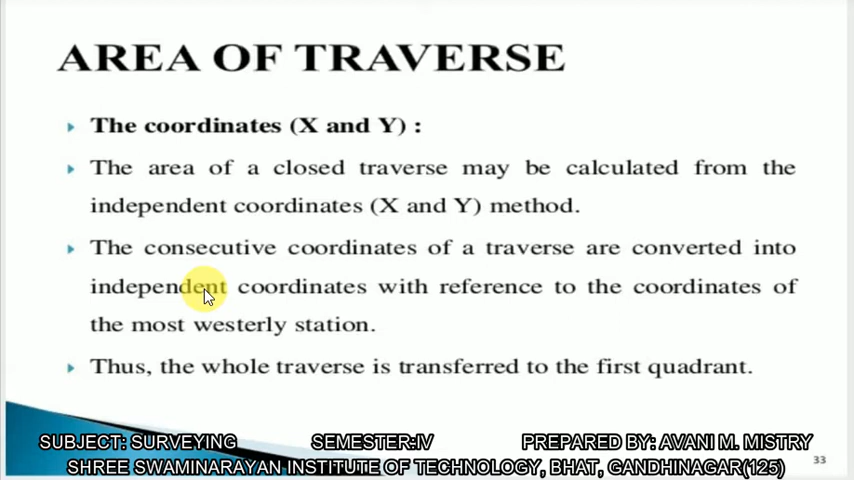 AREA OF TRAVERSE
The coordinates (X and Y) :
The area of a closed traverse may be calculated from the
independent coordinates (X and Y) method.
The consecutive coordinates of a traverse are converted into
independent coordinates with reference to the coordinates of
the most westerly station.
Thus, the whole traverse is transferred to the first quadrant.
SUBJECT: SURVEYING SEMESTER:IV PREPARED BY: AVANI M. MISTRY
SHREE SWAMINARAYAN INSTITUTE OF TECHNOLOGY, BHAT, GANDHINAGAR(125)
33